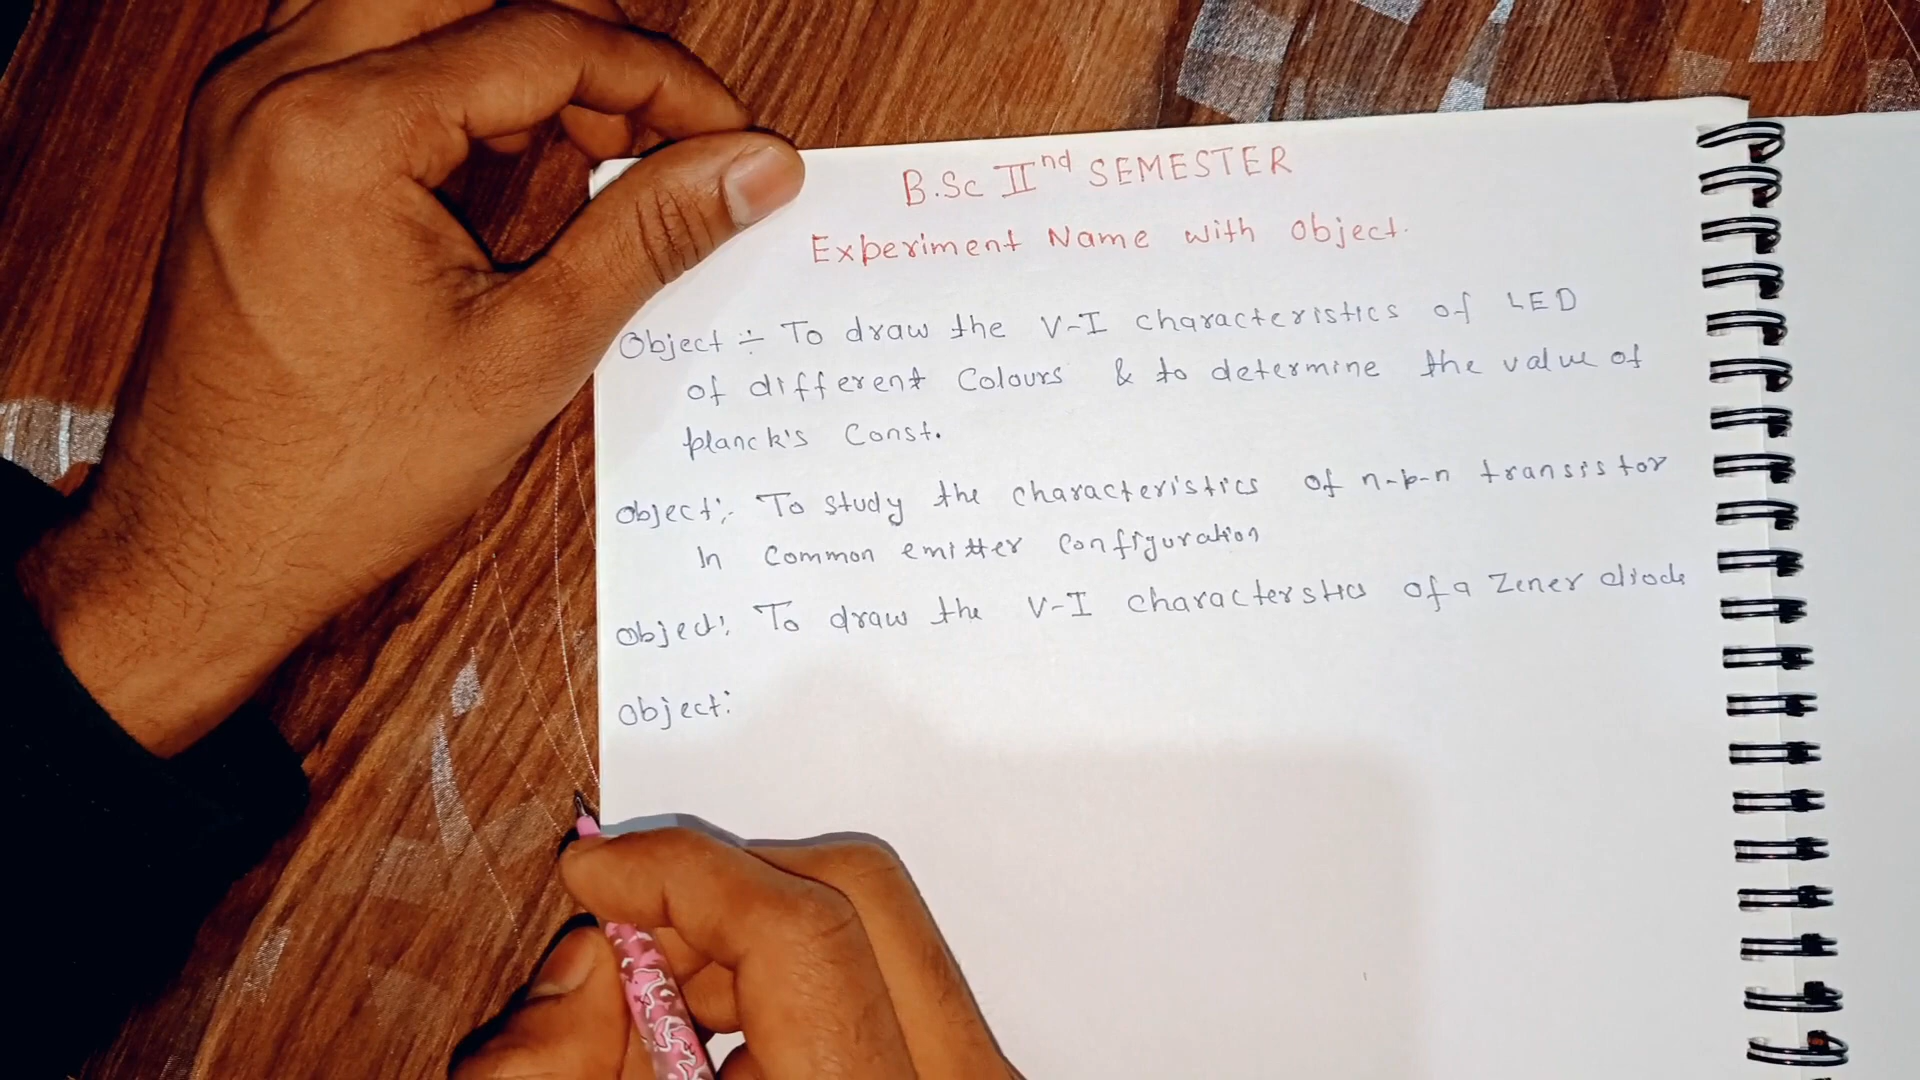 B.Sc IInd SEMESTER
Experiment Name with Object.
Object ÷ To draw the V-I characteristics of LED
of different Colours & to determine the value of
planck's Const.
Object:- To study the characteristics of n-p-n transistor
In Common emitter Configuration
Object: To draw the V-I characterstics of a Zener diode
Object: